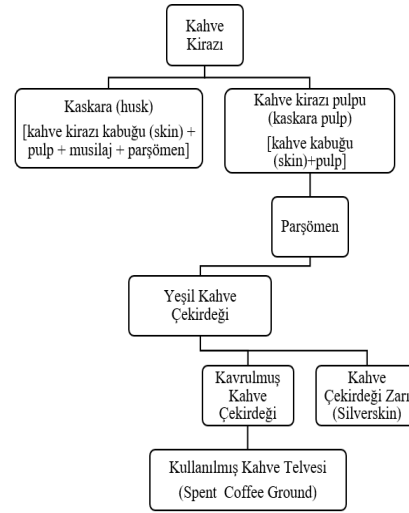 Kahve
Kirazı
Kaskara (husk)
[kahve kirazı kabuğu (skin) +
pulp + musilaj + parşömen]
Kahve kirazı pulpu
(kaskara pulp)
[kahve kabuğu
(skin)+pulp]
Parşömen
Yeşil Kahve
Çekirdeği
Kavrulmuş
Kahve
Çekirdeği
Kahve
Çekirdeği Zarı
(Silverskin)
Kullanılmış Kahve Telvesi
(Spent Coffee Ground)